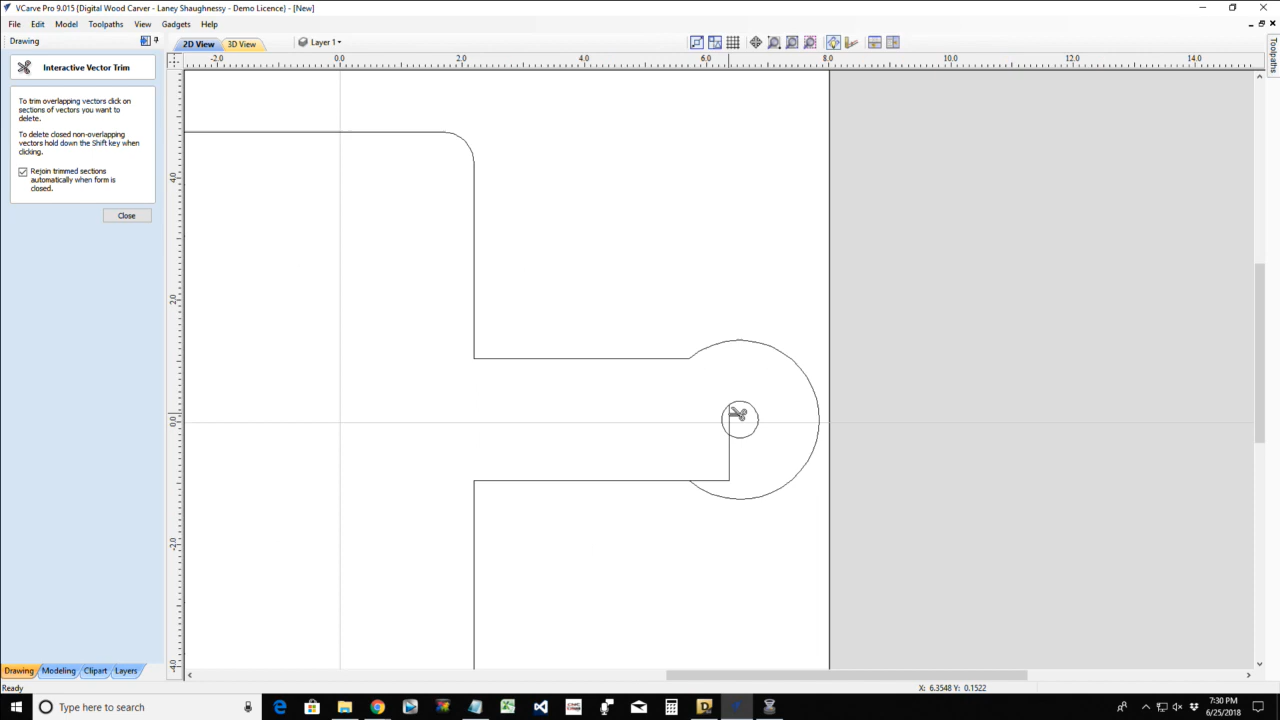 VCarve Pro 9.015 {Digital Wood Carver - Laney Shaughnessy - Demo Licence} - [New]
File Edit Model Toolpaths View Gadgets Help
Drawing
2D View
3D View
Layer 1
-2.0 0.0 2.0 4.0 6.0 8.0 10.0 12.0 14.0
Interactive Vector Trim
To trim overlapping vectors click on
sections of vectors you want to
delete.
To delete closed non-overlapping
vectors hold down the Shift key when
clicking.
Rejoin trimmed sections
automatically when form is
closed.
Close
4.0
2.0
0.0
-2.0
-4.0
Toolpaths
Drawing Modeling Clipart Layers
Ready
X: 6.3548 Y: 0.1522
Type here to search
7:30 PM
6/25/2018